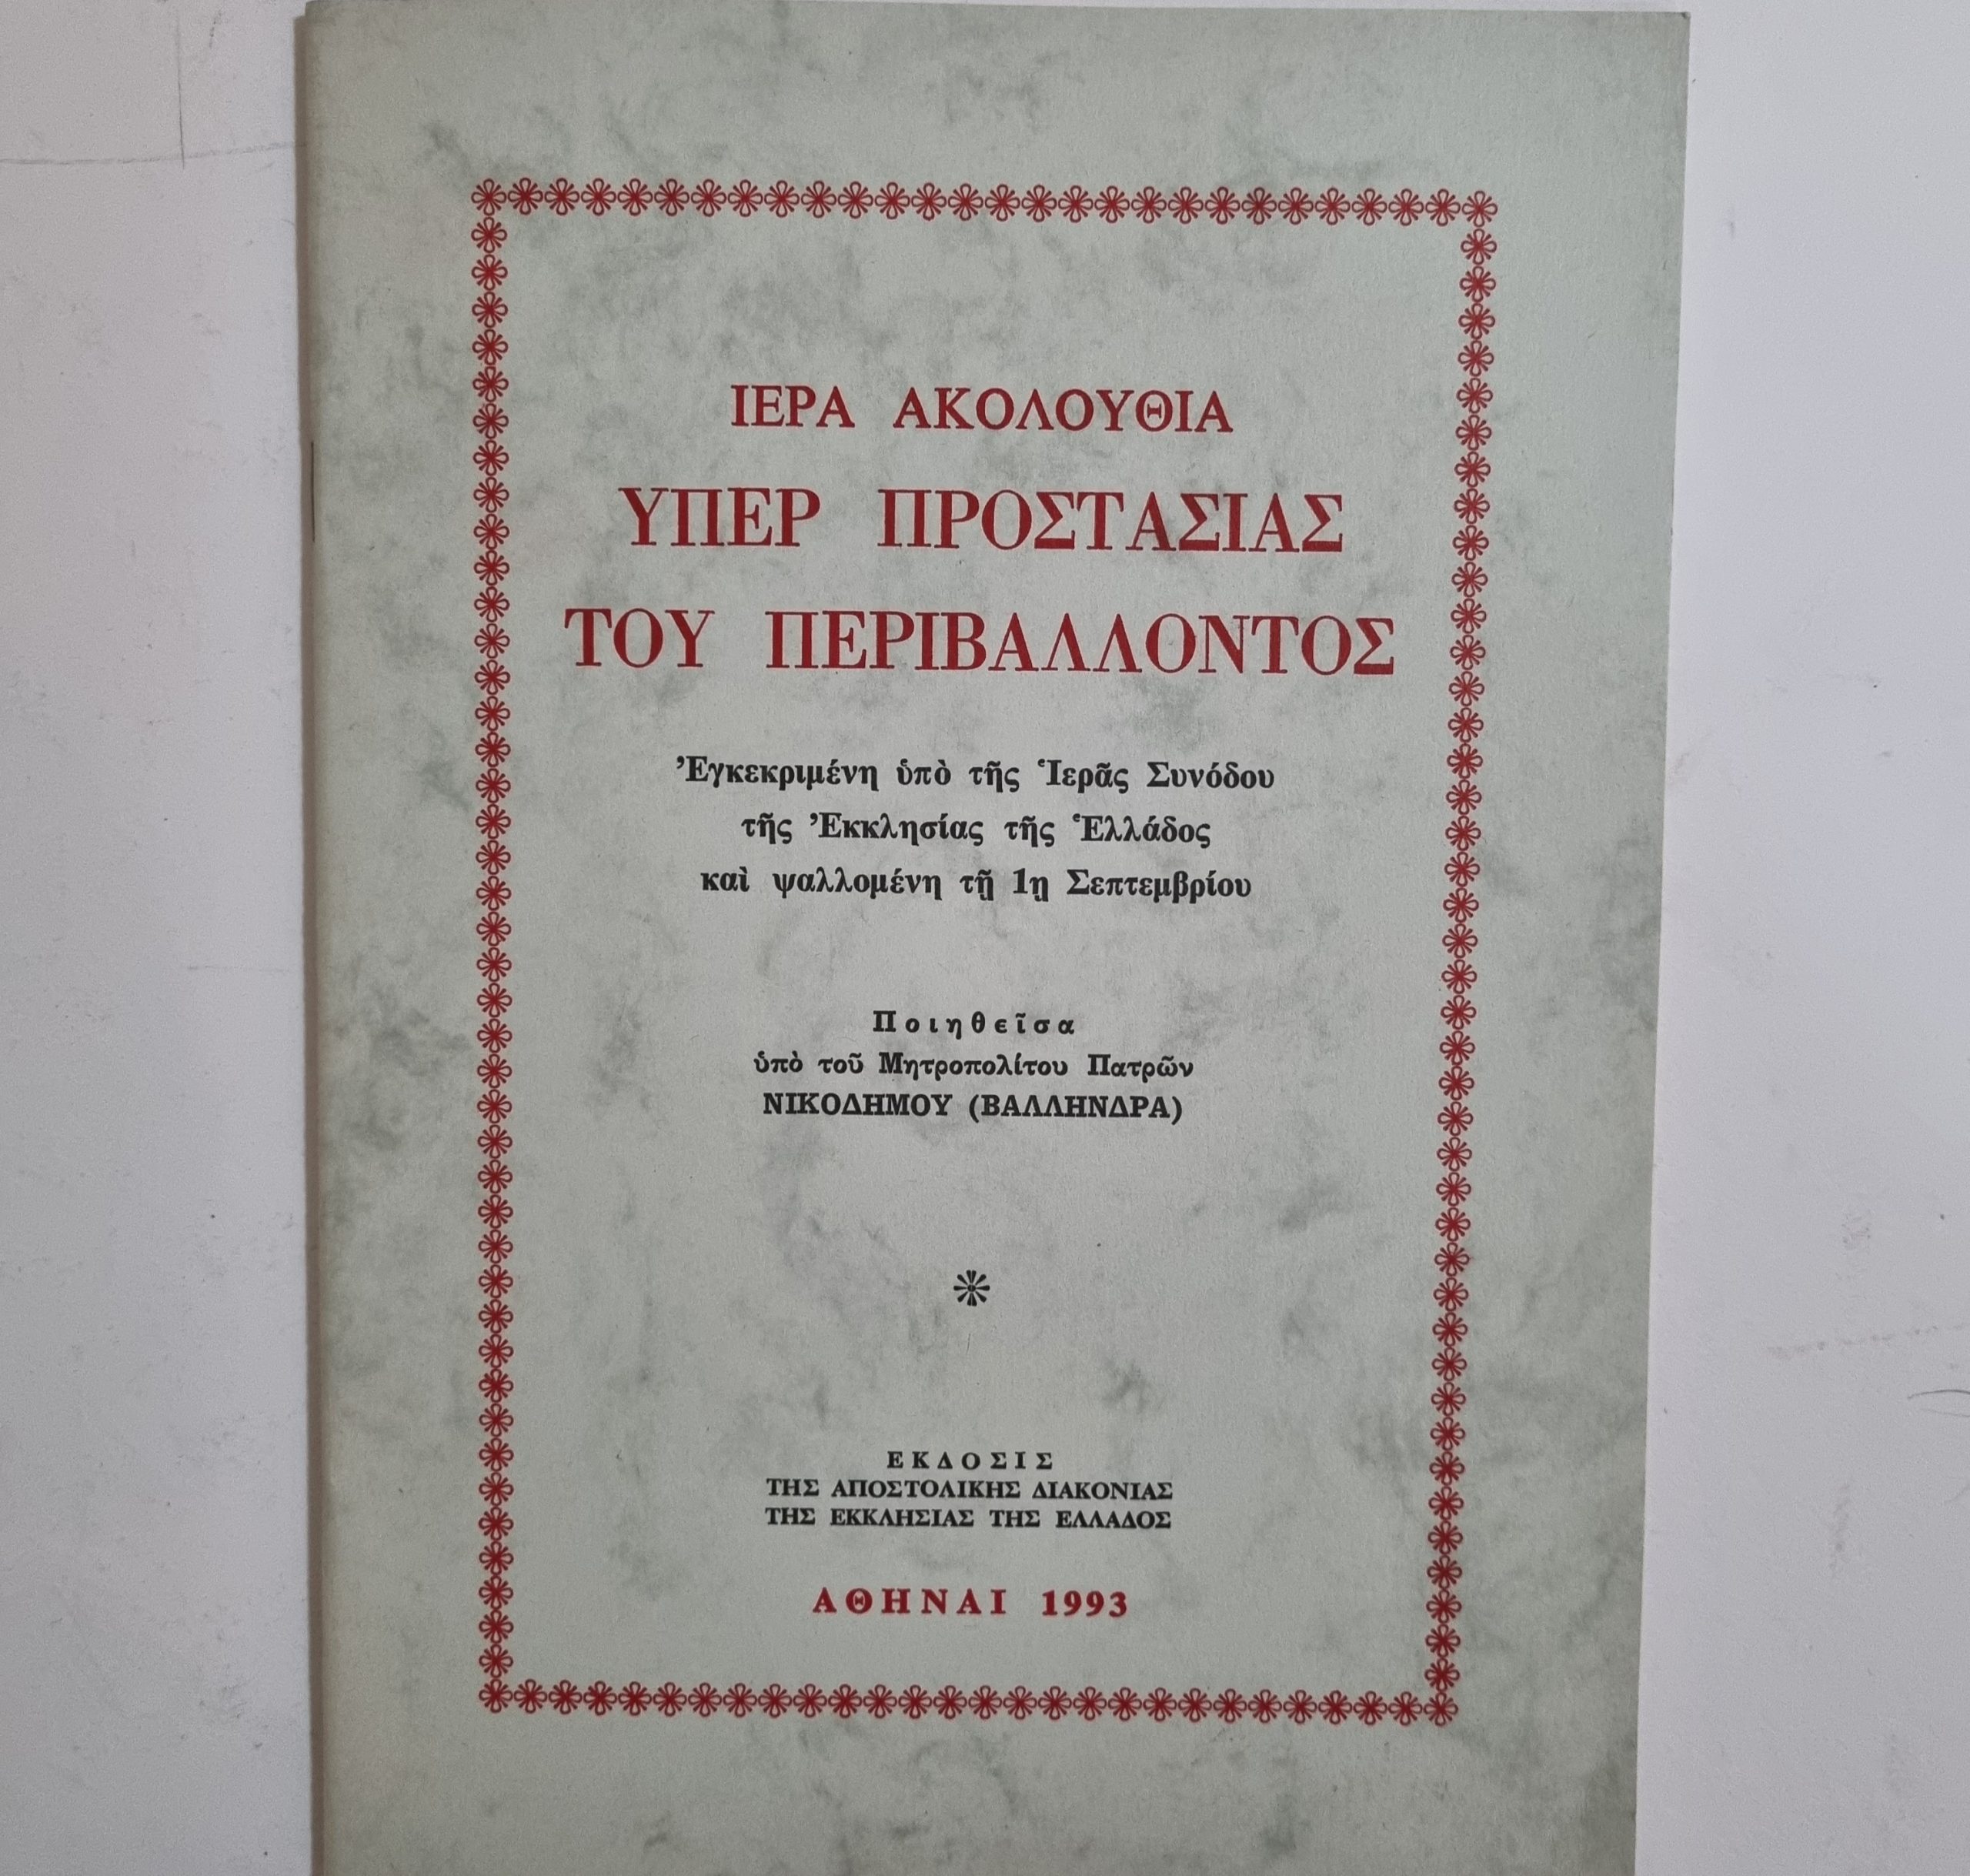 ΙΕΡΑ ΑΚΟΛΟΥΘΙΑ
ΥΠΕΡ ΠΡΟΣΤΑΣΙΑΣ
ΤΟΥ ΠΕΡΙΒΑΛΛΟΝΤΟΣ
Ἐγκεκριμένη ὑπὸ τῆς Ἱερᾶς Συνόδου
τῆς Ἐκκλησίας τῆς Ἑλλάδος
καὶ ψαλλομένη τῇ 1ῃ Σεπτεμβρίου
Ποιηθεῖσα
ὑπὸ τοῦ Μητροπολίτου Πατρῶν
ΝΙΚΟΔΗΜΟΥ (ΒΑΛΛΗΝΔΡΑ)
ΕΚΔΟΣΙΣ
ΤΗΣ ΑΠΟΣΤΟΛΙΚΗΣ ΔΙΑΚΟΝΙΑΣ
ΤΗΣ ΕΚΚΛΗΣΙΑΣ ΤΗΣ ΕΛΛΑΔΟΣ
ΑΘΗΝΑΙ 1993